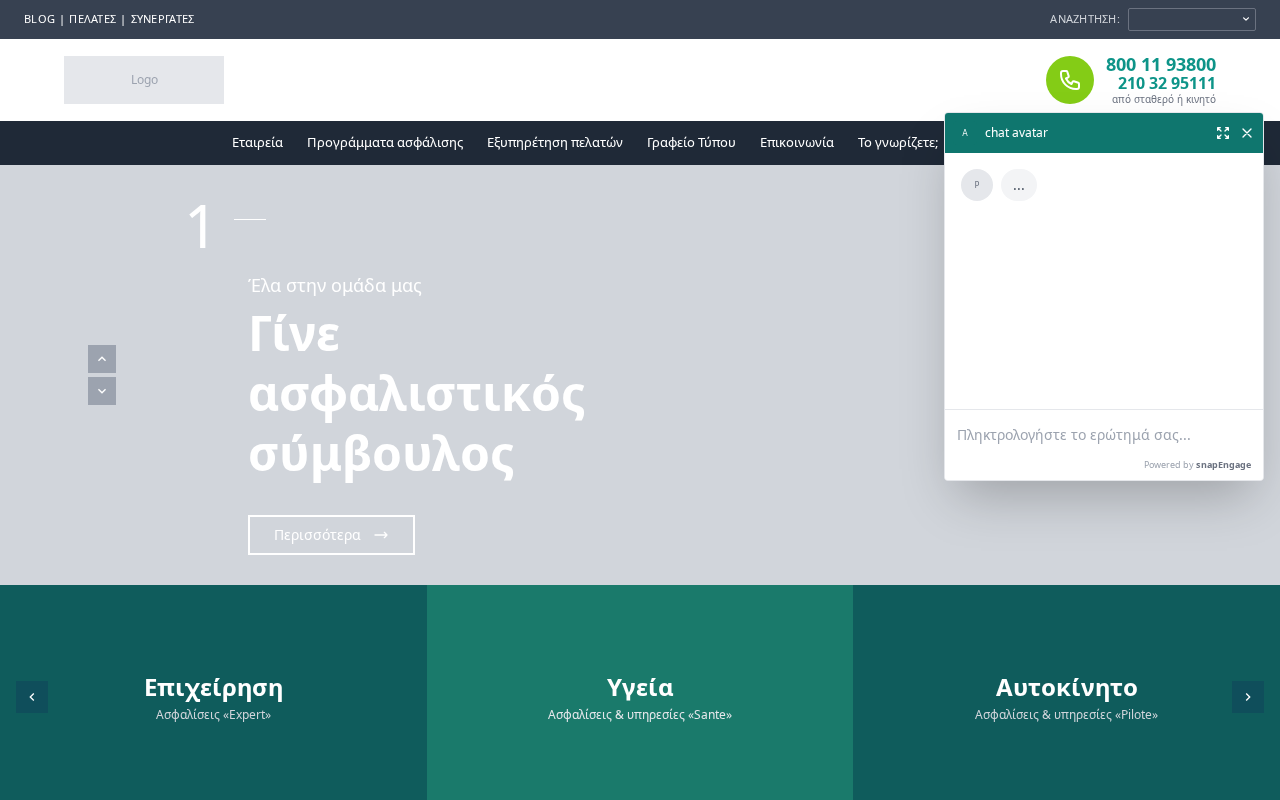 BLOG | ΠΕΛΑΤΕΣ | ΣΥΝΕΡΓΑΤΕΣ
ΑΝΑΖΗΤΗΣΗ:
Logo
800 11 93800
210 32 95111
από σταθερό ή κινητό
Εταιρεία Προγράμματα ασφάλισης Εξυπηρέτηση πελατών Γραφείο Τύπου Επικοινωνία Το γνωρίζετε;
A chat avatar
P ...
1
Έλα στην ομάδα μας
Γίνε
ασφαλιστικός
σύμβουλος
Περισσότερα
Πληκτρολογήστε το ερώτημά σας...
Powered by snapEngage
Επιχείρηση
Ασφαλίσεις «Expert»
Υγεία
Ασφαλίσεις & υπηρεσίες «Sante»
Αυτοκίνητο
Ασφαλίσεις & υπηρεσίες «Pilote»